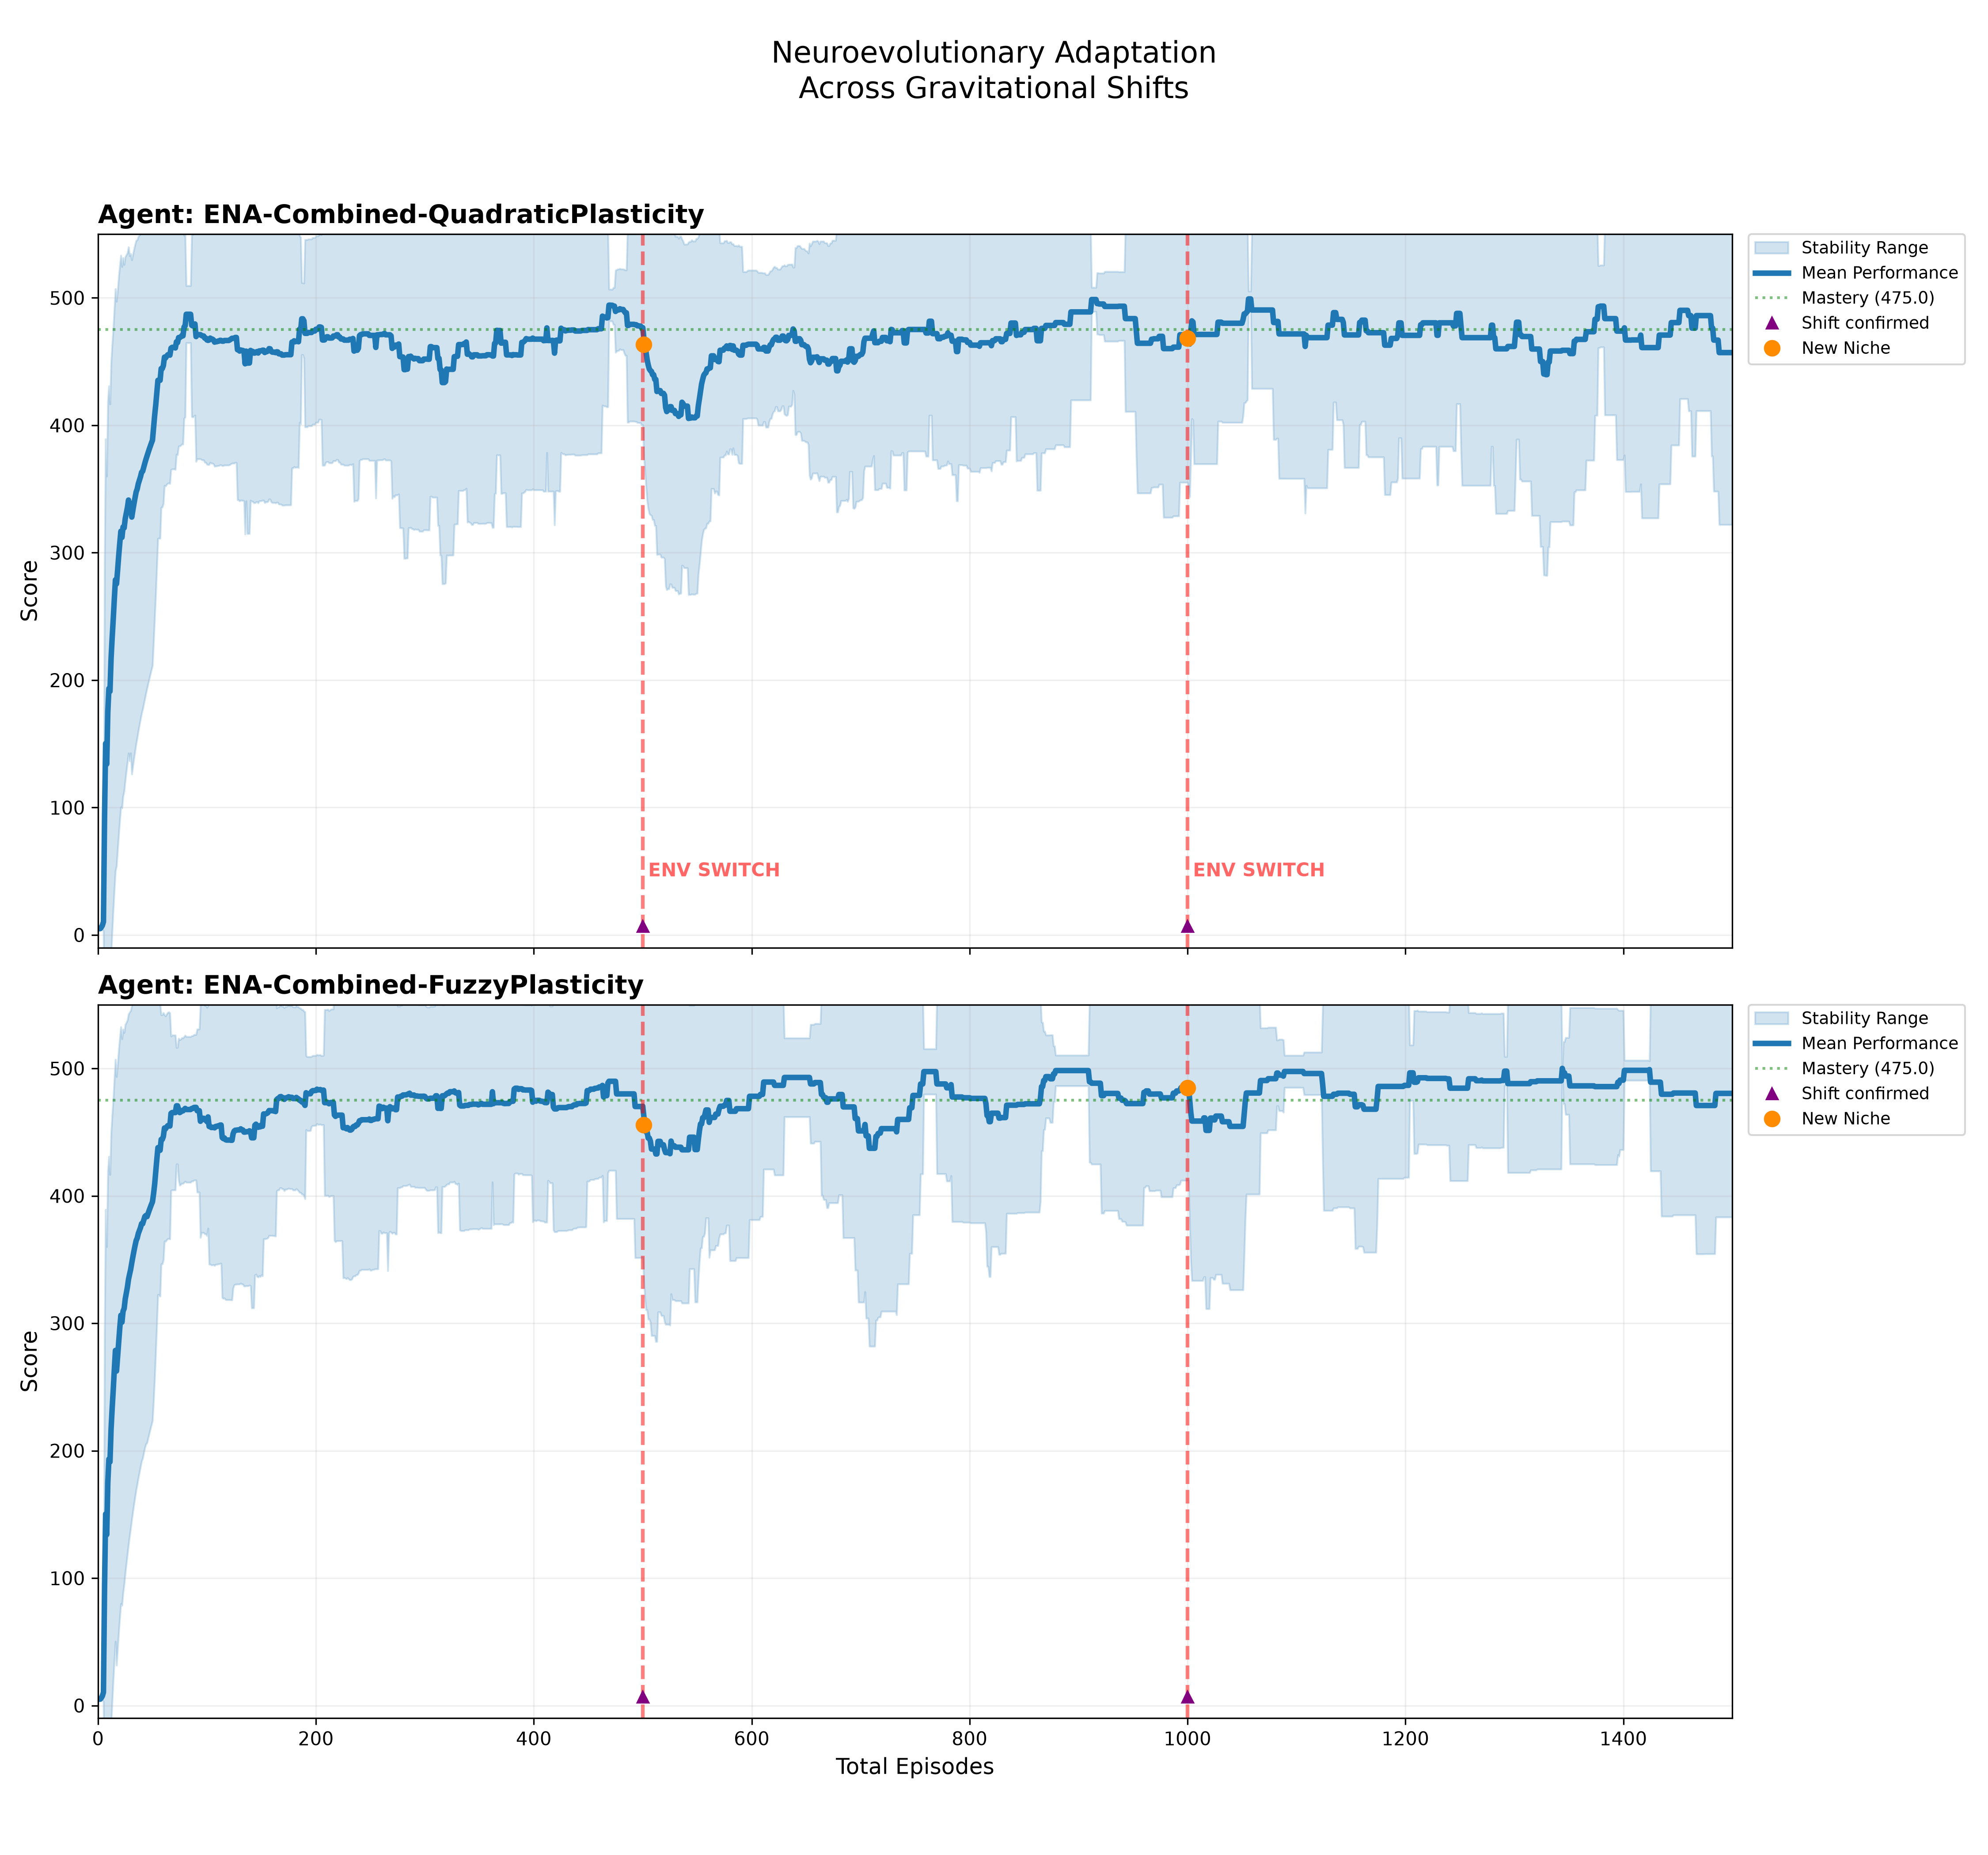 Neuroevolutionary Adaptation
Across Gravitational Shifts
Agent: ENA-Combined-QuadraticPlasticity
Score
500
400
300
200
100
0
ENV SWITCH
ENV SWITCH
Stability Range
Mean Performance
Mastery (475.0)
Shift confirmed
New Niche
Agent: ENA-Combined-FuzzyPlasticity
Score
500
400
300
200
100
0
Stability Range
Mean Performance
Mastery (475.0)
Shift confirmed
New Niche
0 200 400 600 800 1000 1200 1400
Total Episodes